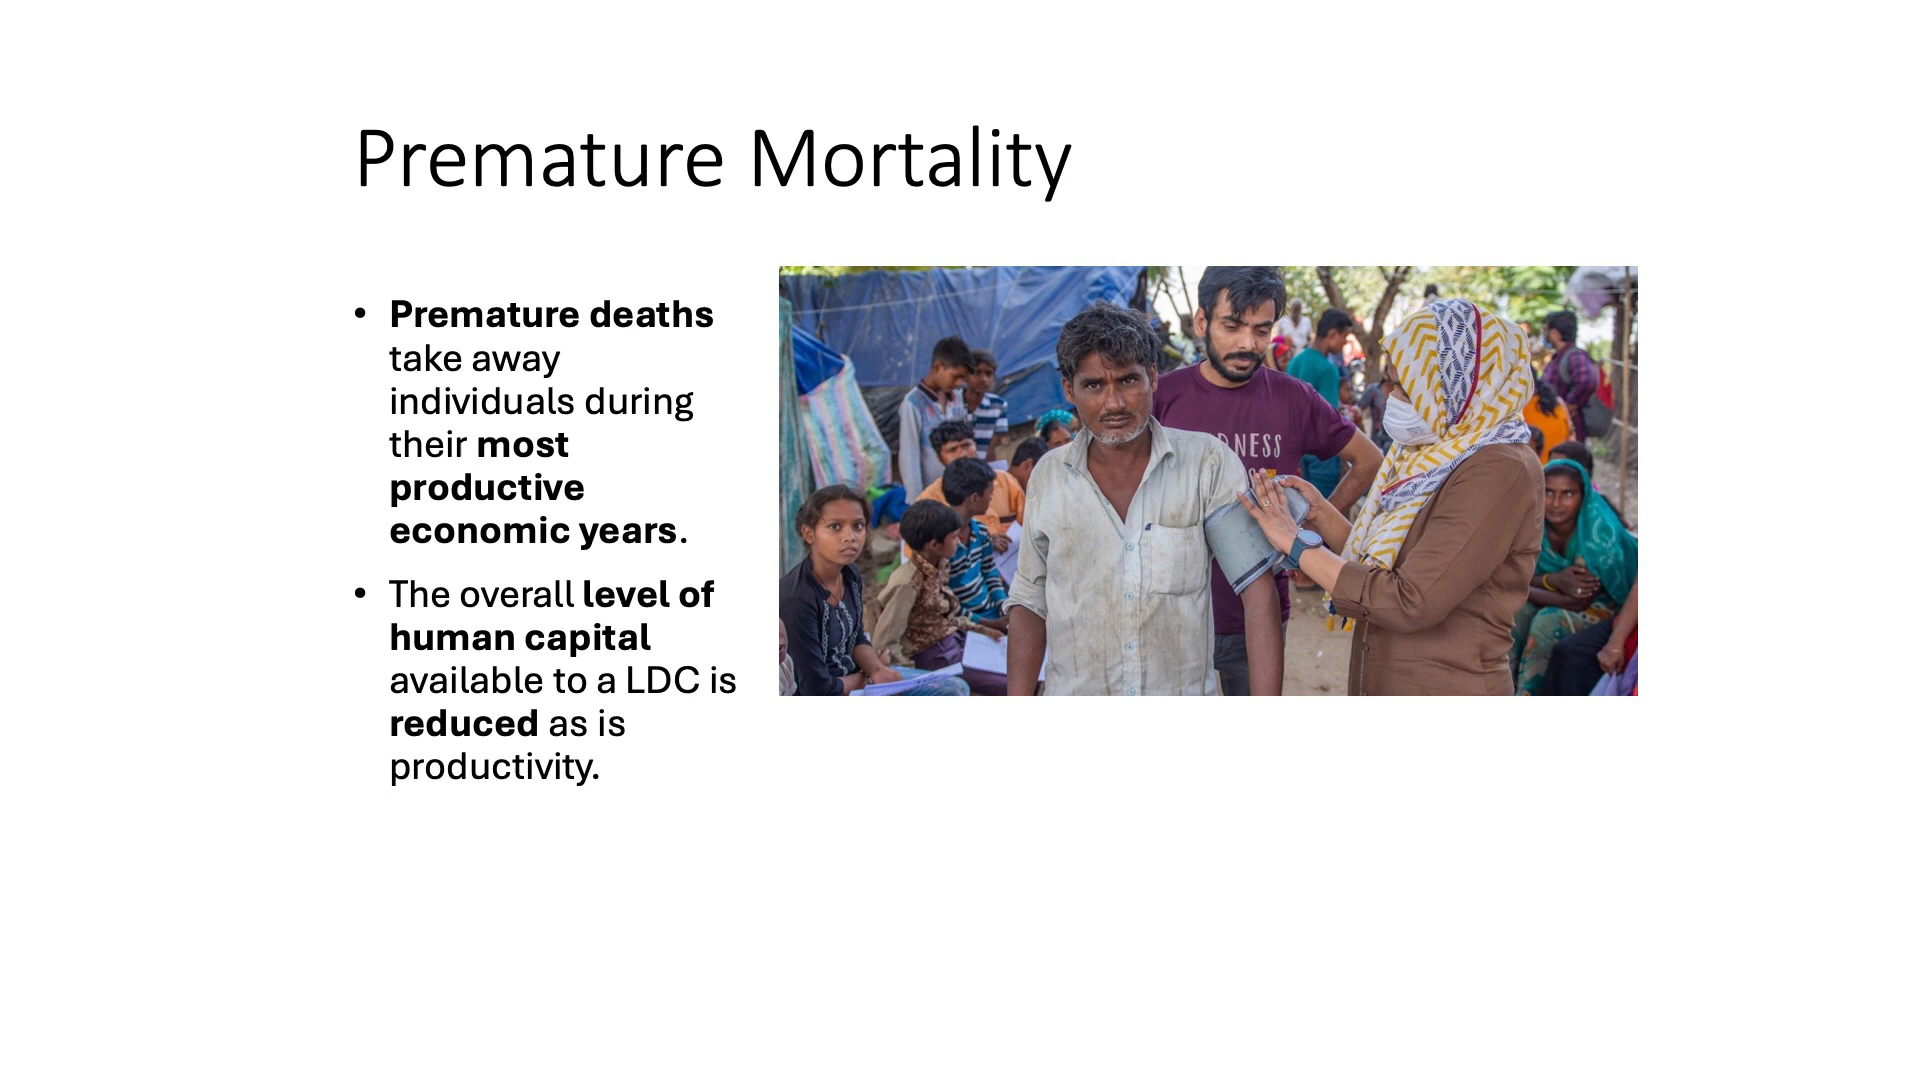 Premature Mortality
• Premature deaths
take away
individuals during
their most
productive
economic years.
• The overall level of
human capital
available to a LDC is
reduced as is
productivity.
DNESS